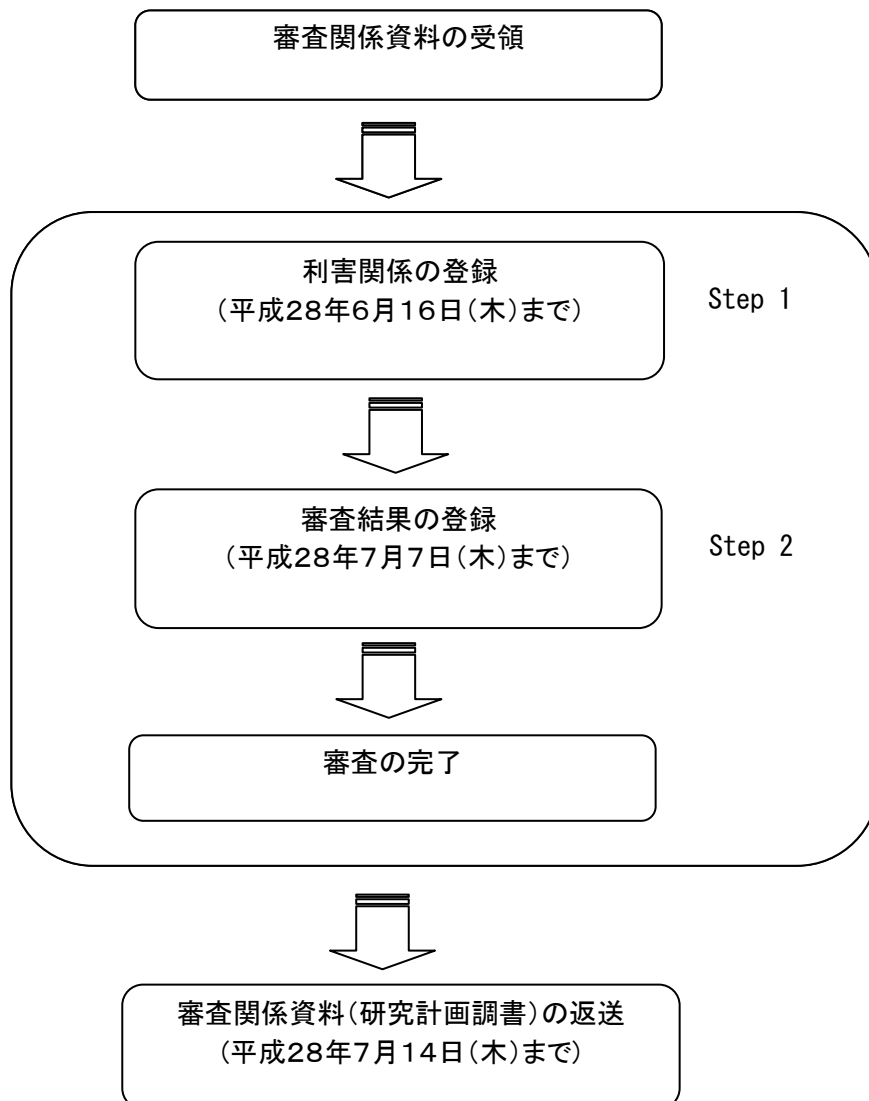 審査関係資料の受領
利害関係の登録
(平成28年6月16日(木)まで)
Step 1
審査結果の登録
(平成28年7月7日(木)まで)
Step 2
審査の完了
審査関係資料(研究計画調書)の返送
(平成28年7月14日(木)まで)